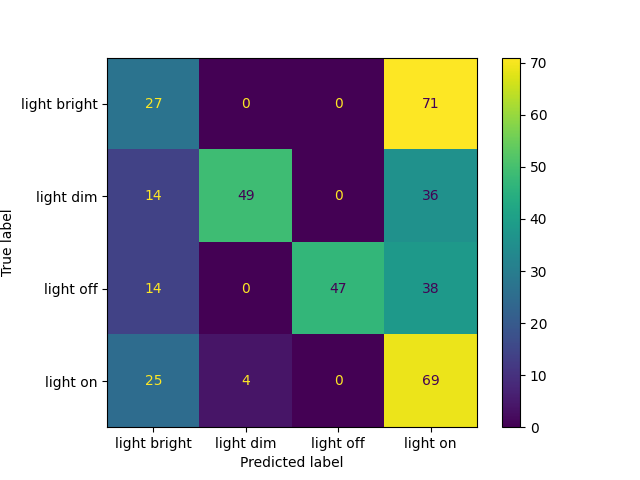 light bright 27 0 0 71
light dim 14 49 0 36
light off 14 0 47 38
light on 25 4 0 69
light bright light dim light off light on
Predicted label
True label
70
60
50
40
30
20
10
0